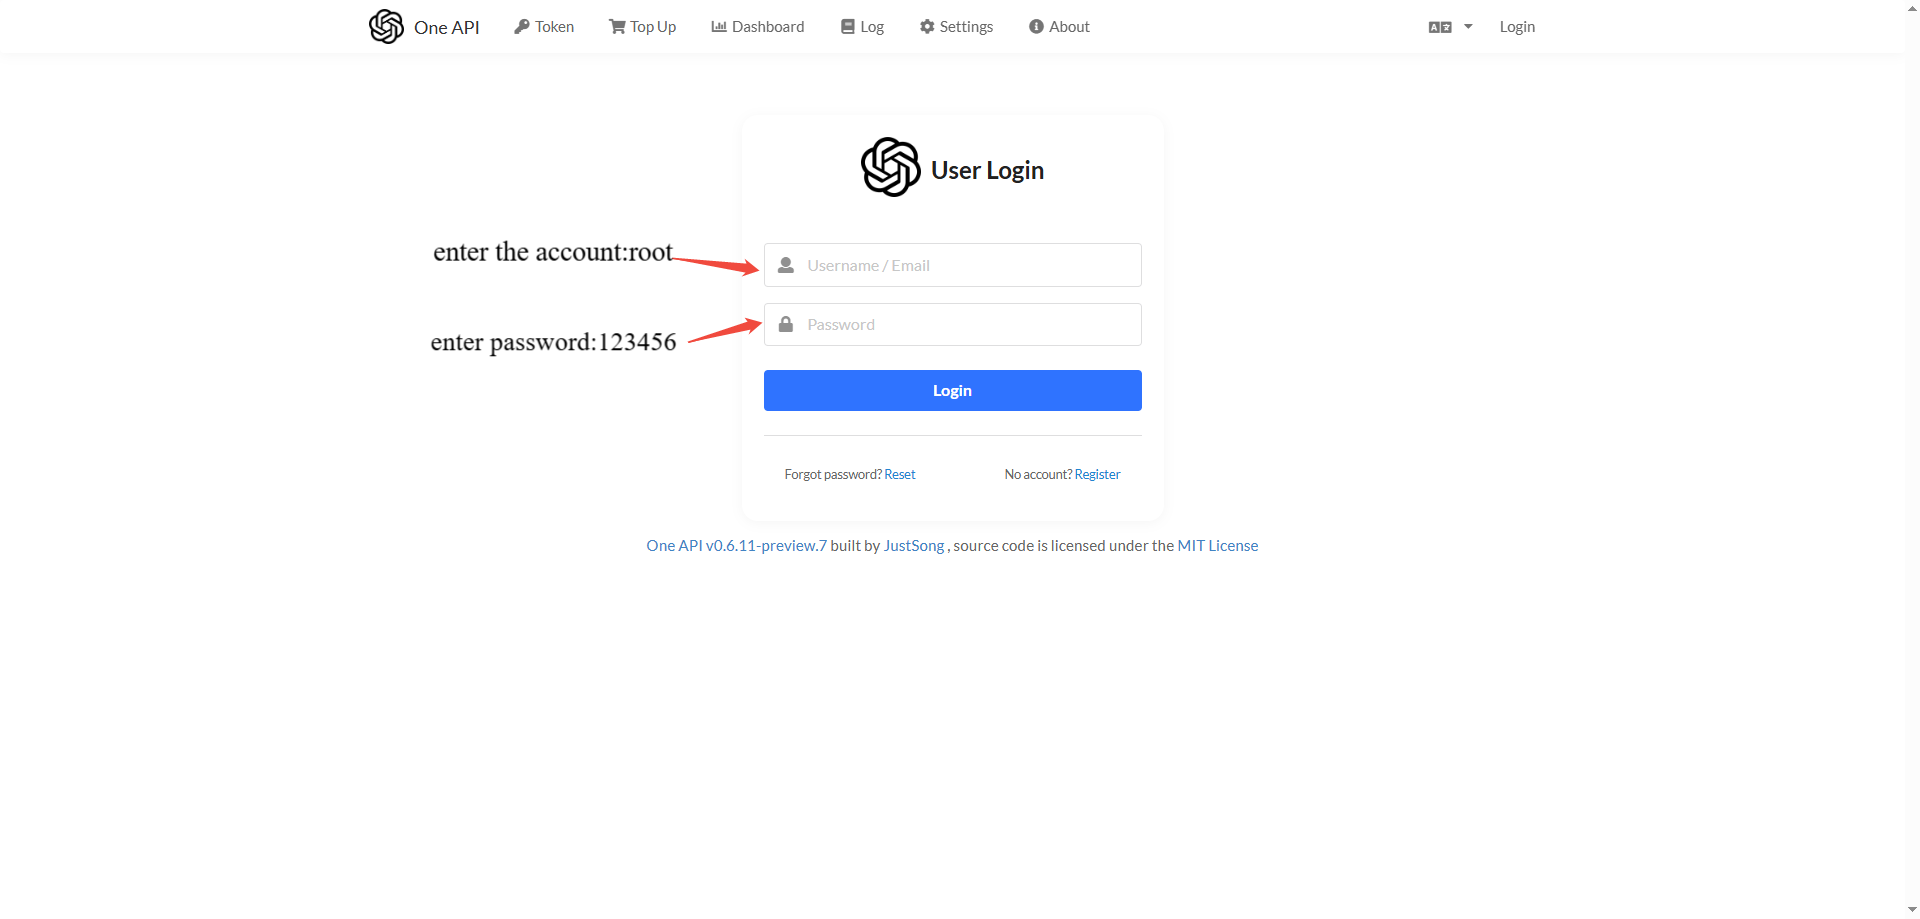 One API Token Top Up Dashboard Log Settings About Login
User Login
enter the account:root
Username / Email
enter password:123456
Password
Login
Forgot password? Reset No account? Register
One API v0.6.11-preview.7 built by JustSong , source code is licensed under the MIT License